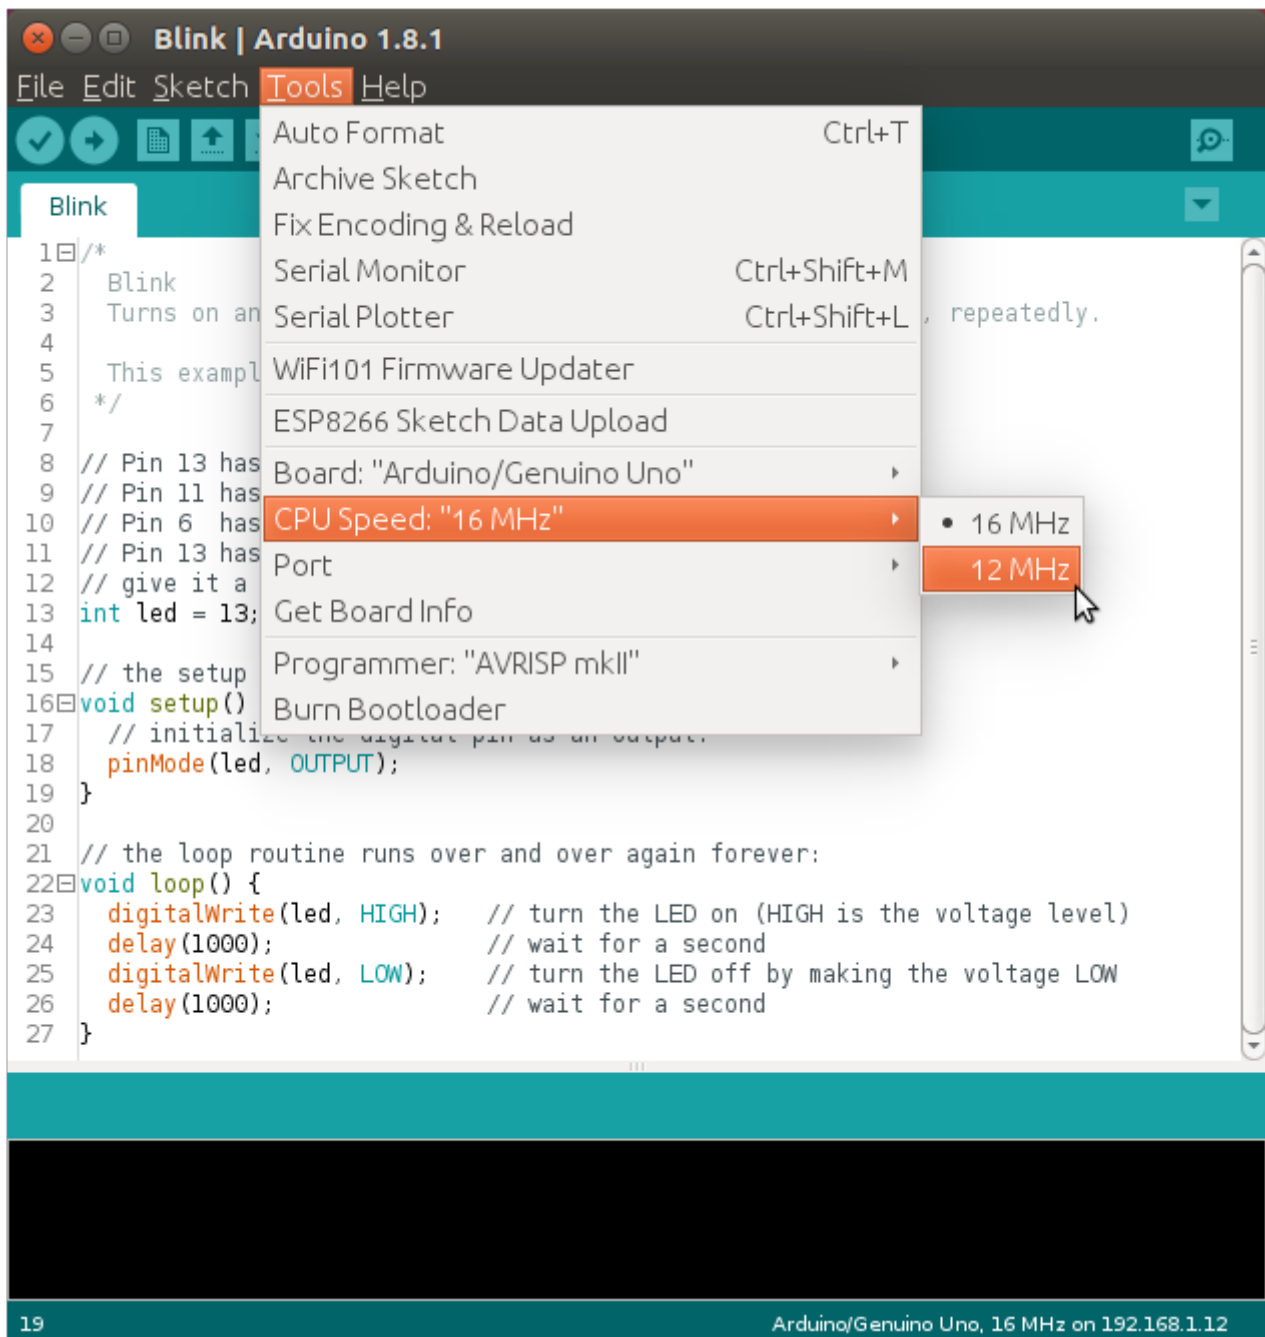 Blink | Arduino 1.8.1
File Edit Sketch Tools Help
Auto Format Ctrl+T
Archive Sketch
Fix Encoding & Reload
Serial Monitor Ctrl+Shift+M
Serial Plotter Ctrl+Shift+L
WiFi101 Firmware Updater
ESP8266 Sketch Data Upload
Board: "Arduino/Genuino Uno"
CPU Speed: "16 MHz"
Port
Get Board Info
Programmer: "AVRISP mkII"
Burn Bootloader
16 MHz
12 MHz
Blink
1 /*
2 Blink
3 Turns on an , repeatedly.
4
5 This exampl
6 */
7
8 // Pin 13 has
9 // Pin 11 has
10 // Pin 6 has
11 // Pin 13 has
12 // give it a
13 int led = 13;
14
15 // the setup
16 void setup()
17 // initialize the digital pin as an output.
18 pinMode(led, OUTPUT);
19 }
20
21 // the loop routine runs over and over again forever:
22 void loop() {
23 digitalWrite(led, HIGH); // turn the LED on (HIGH is the voltage level)
24 delay(1000); // wait for a second
25 digitalWrite(led, LOW); // turn the LED off by making the voltage LOW
26 delay(1000); // wait for a second
27 }
19 Arduino/Genuino Uno, 16 MHz on 192.168.1.12